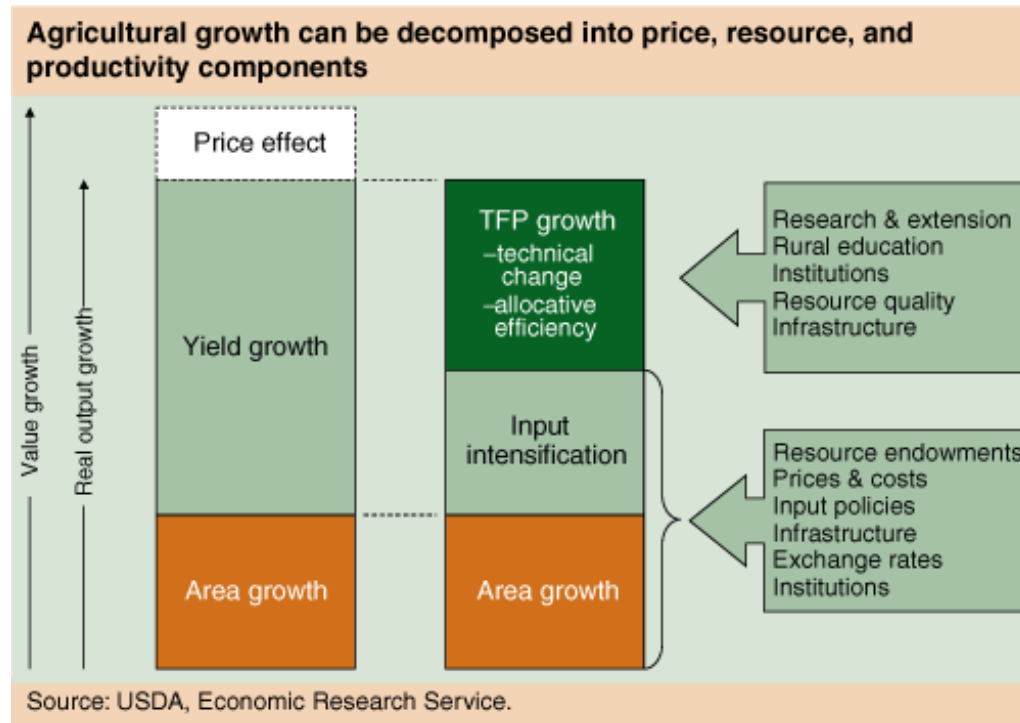 Agricultural growth can be decomposed into price, resource, and
productivity components
Value growth
Real output growth
Price effect
Yield growth
Area growth
TFP growth
–technical
change
–allocative
efficiency
Input
intensification
Area growth
Research & extension
Rural education
Institutions
Resource quality
Infrastructure
Resource endowments
Prices & costs
Input policies
Infrastructure
Exchange rates
Institutions
Source: USDA, Economic Research Service.